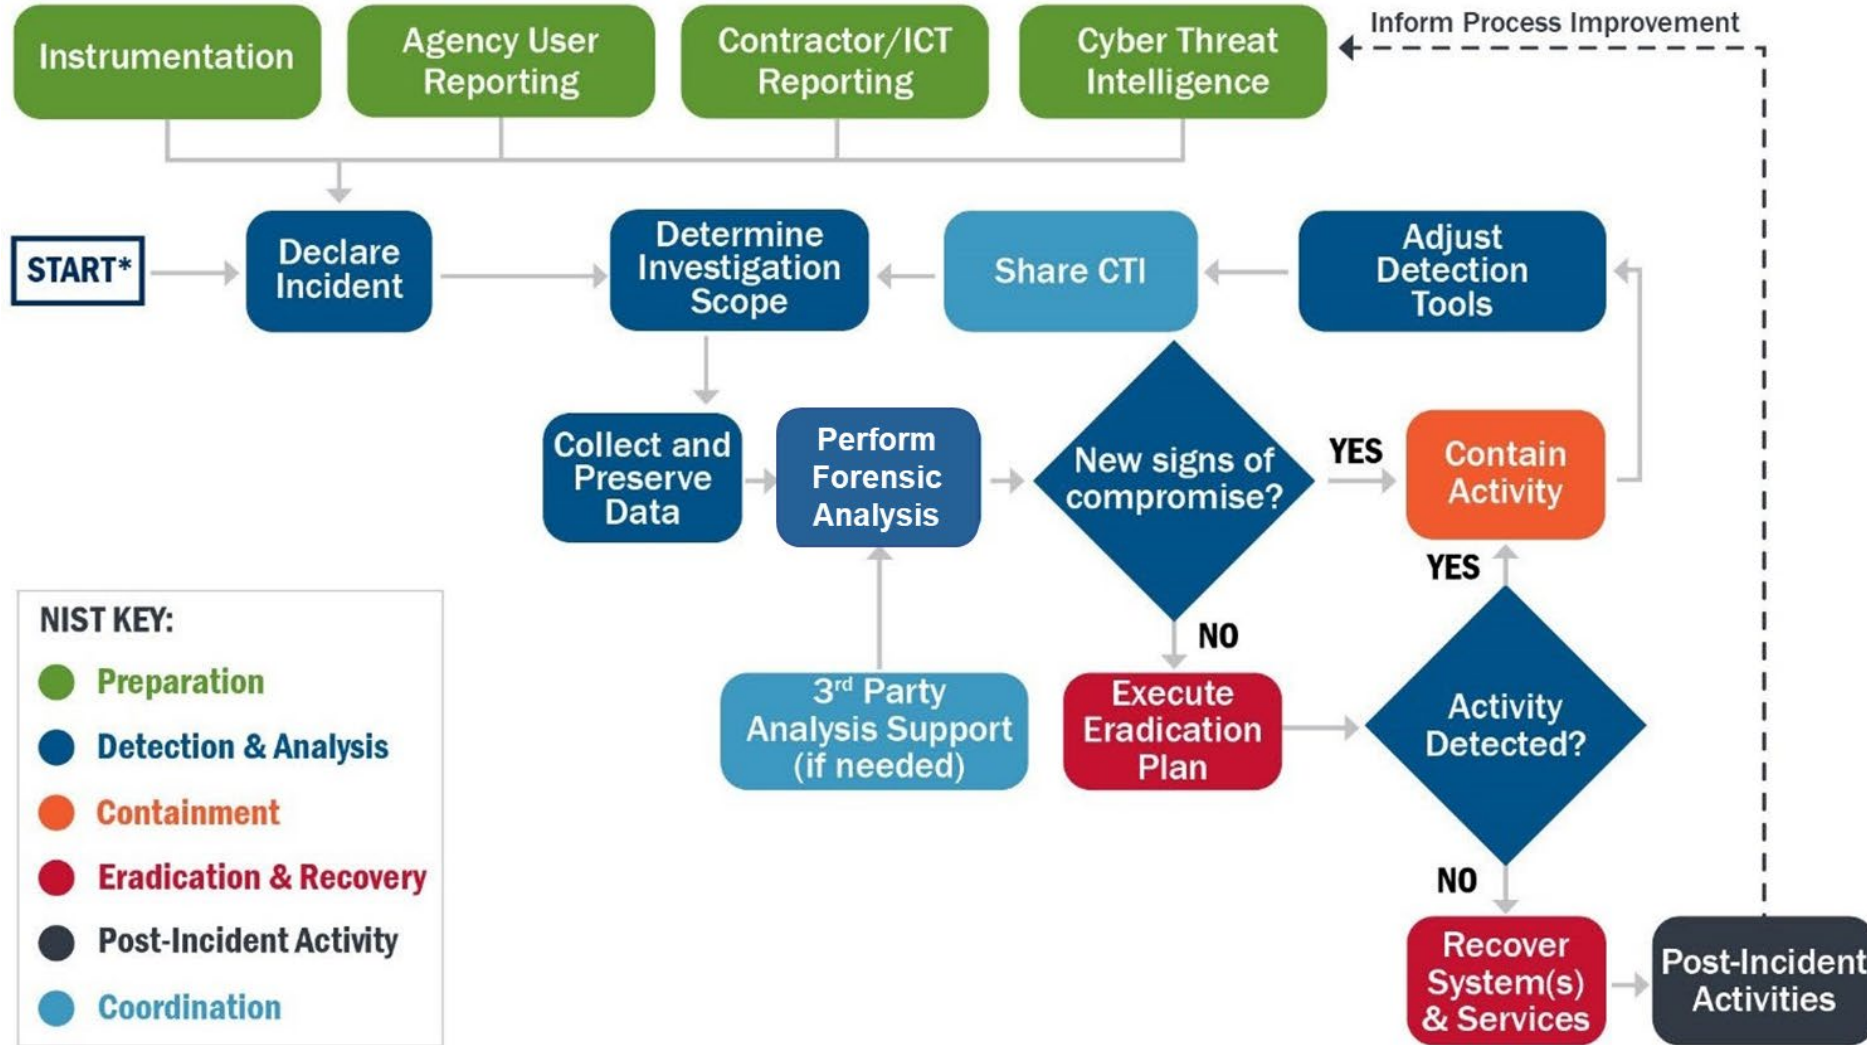 Instrumentation
Agency User
Reporting
Contractor/ICT
Reporting
Cyber Threat
Intelligence
Inform Process Improvement
START*
Declare
Incident
Determine
Investigation
Scope
Share CTI
Adjust
Detection
Tools
Collect and
Preserve
Data
Perform
Forensic
Analysis
New signs of
compromise?
YES
Contain
Activity
YES
NO
3rd Party
Analysis Support
(if needed)
Execute
Eradication
Plan
Activity
Detected?
NO
Recover
System(s)
& Services
Post-Incident
Activities
NIST KEY:
Preparation
Detection & Analysis
Containment
Eradication & Recovery
Post-Incident Activity
Coordination